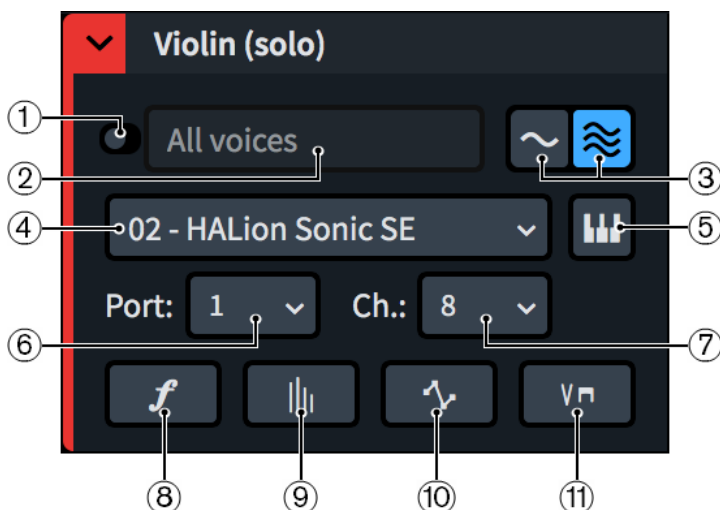 Violin (solo)
① All voices
② ③
④ 02 - HALion Sonic SE ⑤
Port: 1 Ch.: 8
⑥ ⑦
f V
⑧ ⑨ ⑩ ⑪